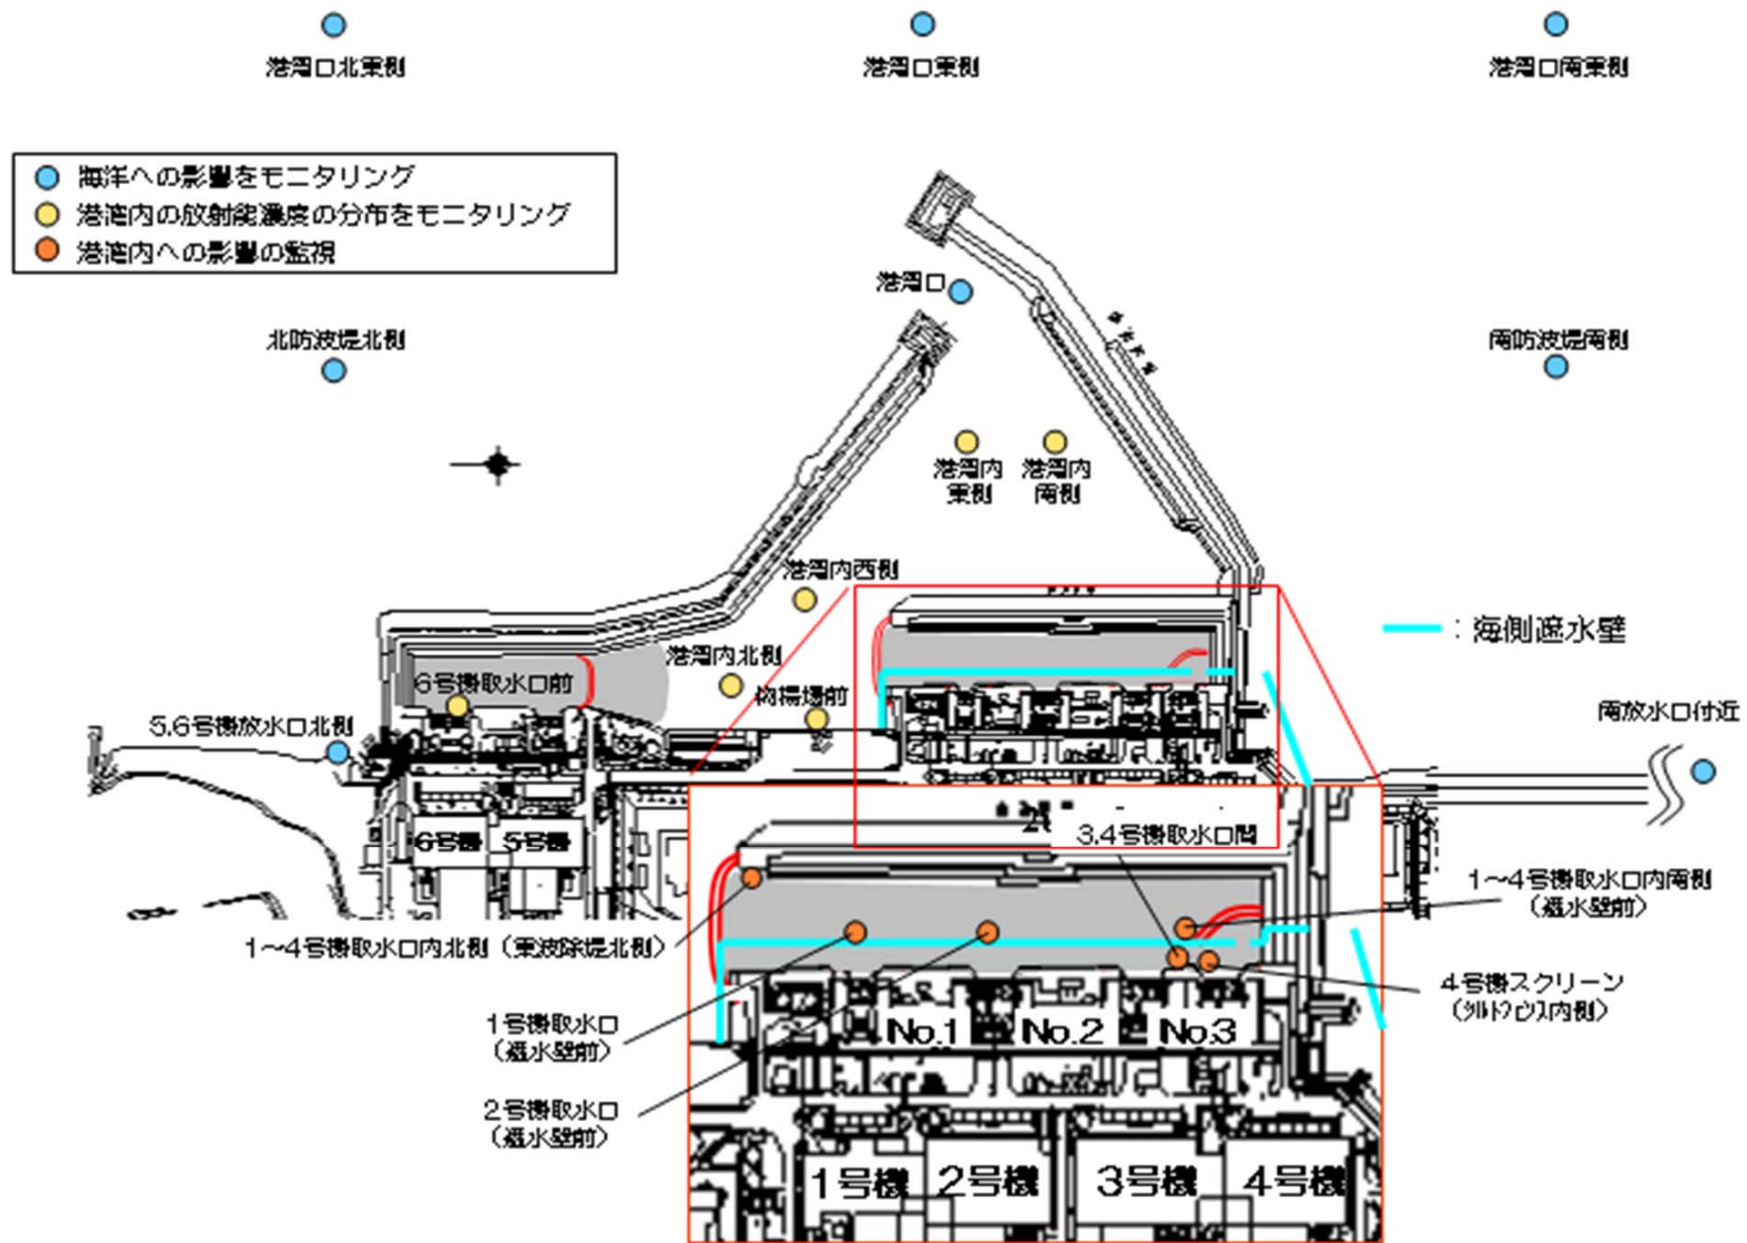 港湾口北東側
港湾口東側
港湾口南東側
海洋への影響をモニタリング
港湾内の放射能濃度の分布をモニタリング
港湾内への影響の監視
港湾口
北防波堤北側
南防波堤南側
港湾内
東側
港湾内
南側
港湾内西側
：海側遮水壁
港湾内北側
6号機取水口前
物揚場前
南放水口付近
5,6号機放水口北側
6号機
5号機
3,4号機取水口間
1～4号機取水口内南側
（遮水壁前）
1～4号機取水口内北側（東波除堤北側）
4号機スクリーン
（シルトフェンス内側）
1号機取水口
（遮水壁前）
No.1
No.2
No.3
2号機取水口
（遮水壁前）
1号機
2号機
3号機
4号機